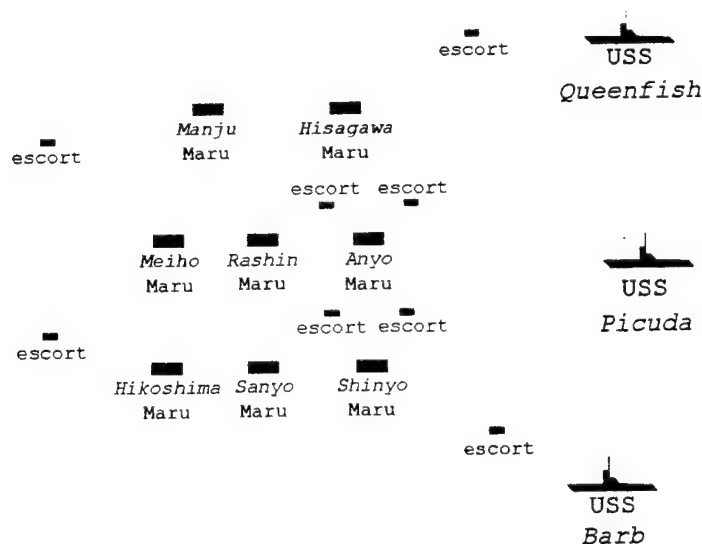 escort
USS
Queenfish
Manju
Maru
Hisagawa
Maru
escort
escort escort
Meiho
Maru
Rashin
Maru
Anyo
Maru
USS
Picuda
escort escort
escort
Hikoshima
Maru
Sanyo
Maru
Shinyo
Maru
escort
USS
Barb